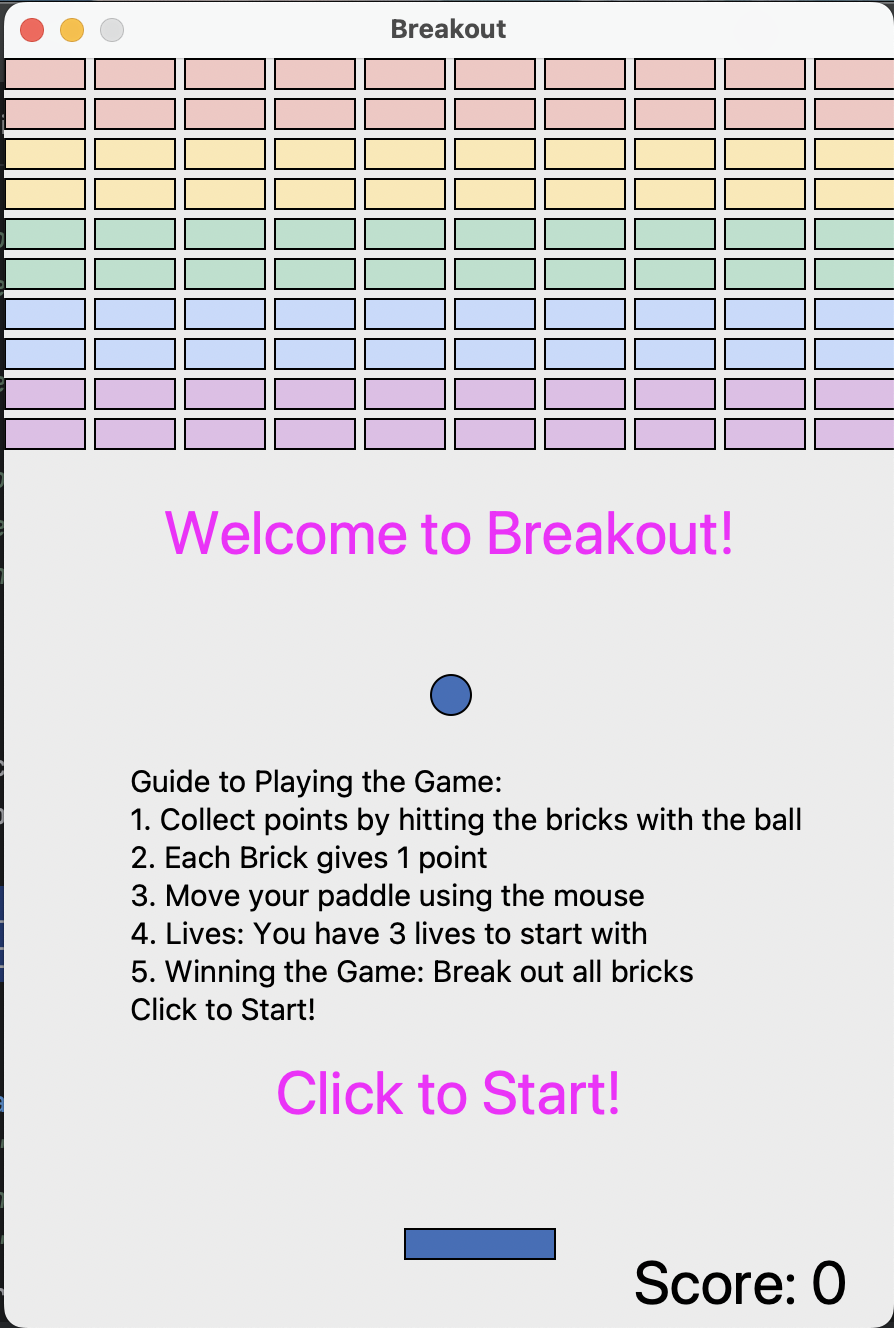 Breakout
Welcome to Breakout!
Guide to Playing the Game:
1. Collect points by hitting the bricks with the ball
2. Each Brick gives 1 point
3. Move your paddle using the mouse
4. Lives: You have 3 lives to start with
5. Winning the Game: Break out all bricks
Click to Start!
Click to Start!
Score: 0